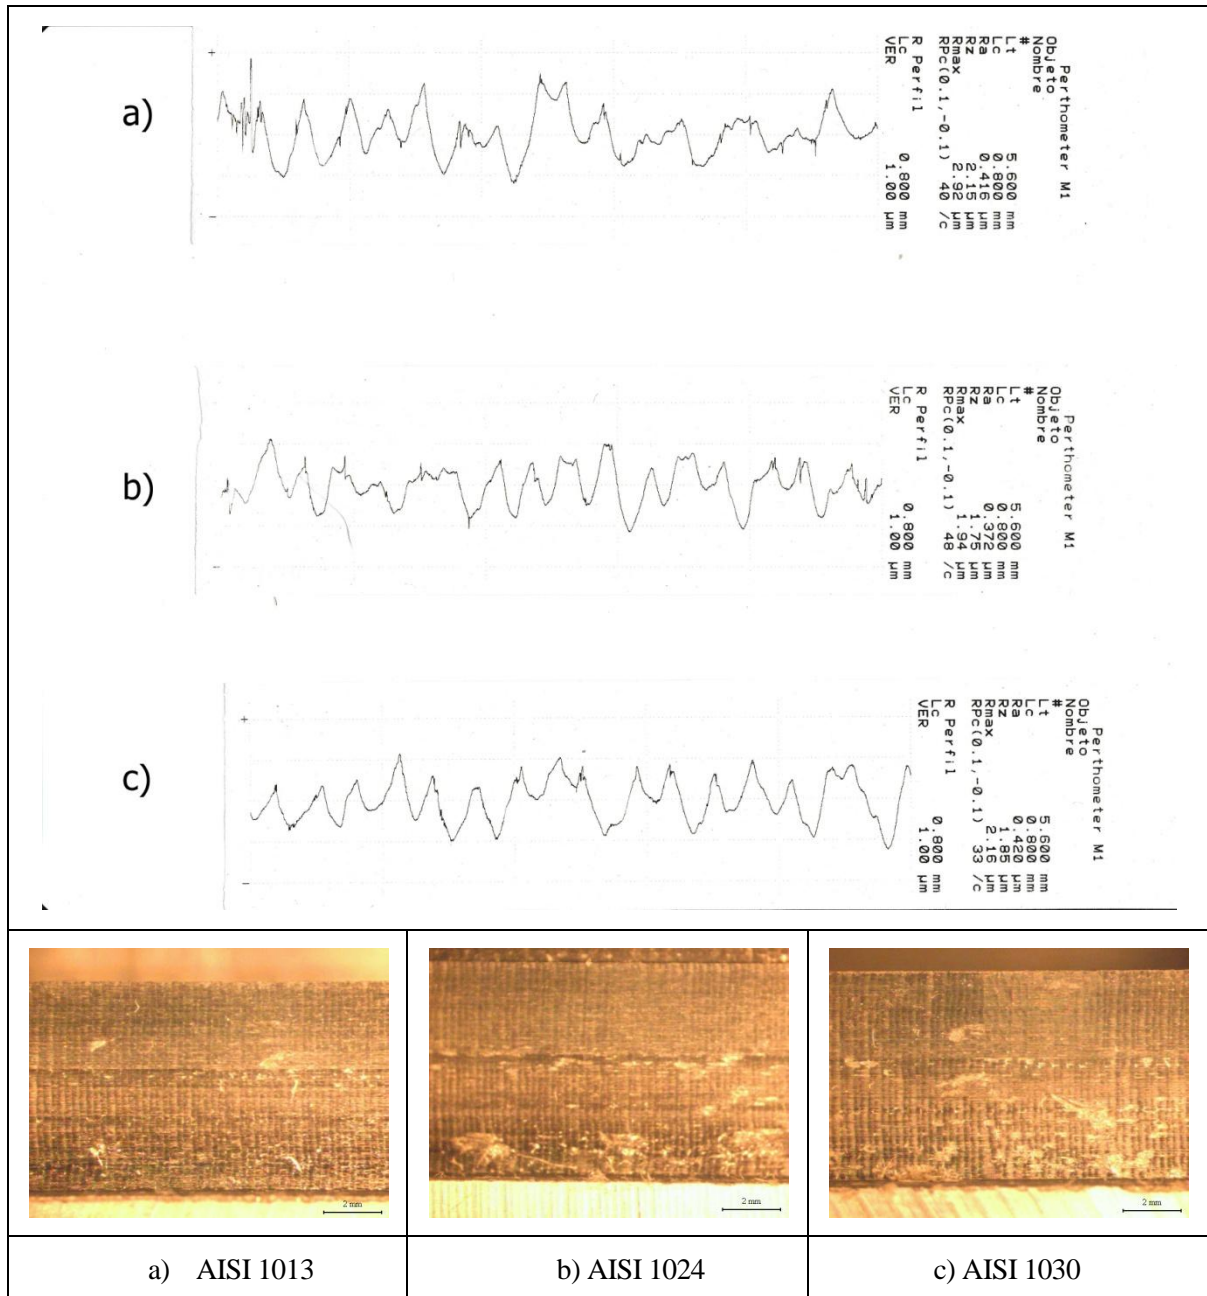 a)
+
−
Perthometer M1
Objeto
Nombre
#
Lt 5.600 mm
Lc 0.800 mm
Ra 0.416 µm
Rz 2.15 µm
Rmax 2.92 µm
RPc(0.1,-0.1) 40 /c
R Perfil
Lc 0.800 mm
VER 1.00 µm
b)
−
Perthometer M1
Objeto
Nombre
#
Lt 5.600 mm
Lc 0.800 mm
Ra 0.372 µm
Rz 1.75 µm
Rmax 1.94 µm
RPc(0.1,-0.1) 48 /c
R Perfil
Lc 0.800 mm
VER 1.00 µm
c)
+
−
Perthometer M1
Objeto
Nombre
#
Lt 5.600 mm
Lc 0.800 mm
Ra 0.420 µm
Rz 1.85 µm
Rmax 2.16 µm
RPc(0.1,-0.1) 33 /c
R Perfil
Lc 0.800 mm
VER 1.00 µm
2 mm
2 mm
2 mm
a) AISI 1013
b) AISI 1024
c) AISI 1030